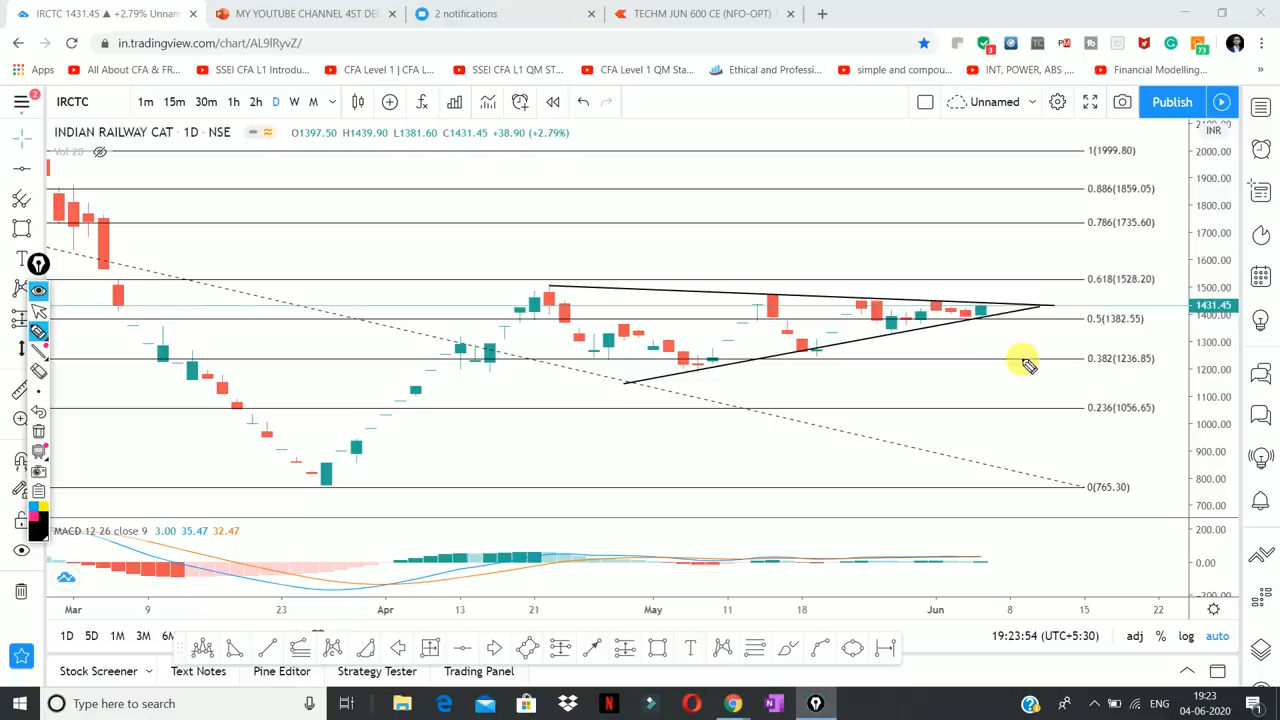 IRCTC 1431.45 ▲ +2.79% Unnam
MY YOUTUBE CHANNEL 4ST DE
2 notifications
TECHM JUN 600 CE (NFO-OPT)
in.tradingview.com/chart/AL9lRyvZ/
3
73
Apps
All About CFA & FR...
SSEI CFA L1 Introdu...
CFA Level 1 | CFA L...
SSEI CFA L1 QM ST...
CFA Level 1 QM Sta...
Ethical and Professi...
simple and compou...
INT, POWER, ABS ,...
Financial Modelling...
2
IRCTC
1m 15m 30m 1h 2h D W M
Unnamed
Publish
INDIAN RAILWAY CAT · 1D · NSE
O1397.50 H1439.90 L1381.60 C1431.45 +38.90 (+2.79%)
Vol 20
INR
2100.00
2000.00
1900.00
1800.00
1700.00
1600.00
1500.00
1431.45
1400.00
1300.00
1200.00
1100.00
1000.00
900.00
800.00
700.00
1(1999.80)
0.886(1859.05)
0.786(1735.60)
0.618(1528.20)
0.5(1382.55)
0.382(1236.85)
0.236(1056.65)
0(765.30)
MACD 12 26 close 9 3.00 35.47 32.47
200.00
0.00
-200.00
Mar 9 23 Apr 13 21 May 11 18 Jun 8 15 22
1D 5D 1M 3M 6M
19:23:54 (UTC+5:30) adj % log auto
Stock Screener
Text Notes
Pine Editor
Strategy Tester
Trading Panel
Type here to search
ENG
19:23
04-06-2020